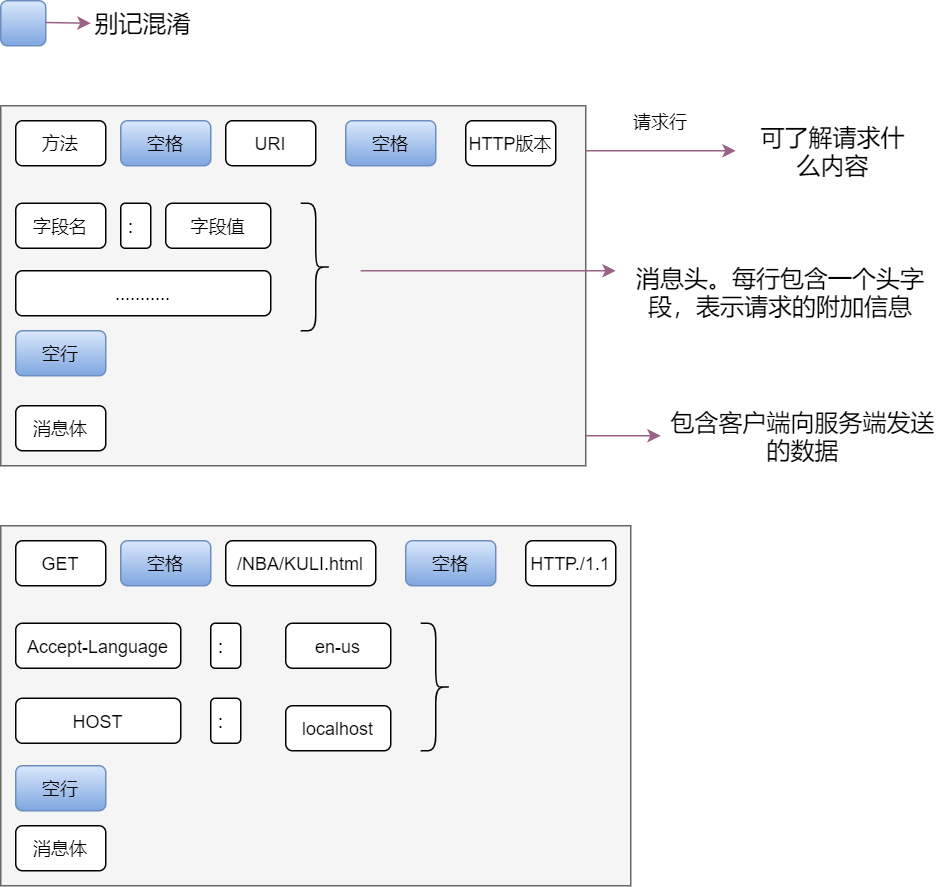 别记混淆
方法 空格 URI 空格 HTTP版本
请求行
可了解请求什
么内容
字段名 : 字段值
...........
消息头。每行包含一个头字
段，表示请求的附加信息
空行
消息体
包含客户端向服务端发送
的数据
GET 空格 /NBA/KULI.html 空格 HTTP./1.1
Accept-Language : en-us
HOST : localhost
空行
消息体